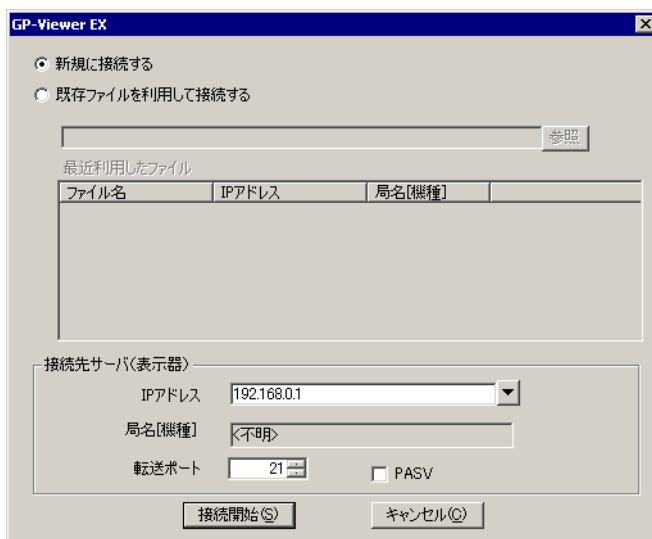 GP-Viewer EX
新規に接続する
既存ファイルを利用して接続する
参照
最近利用したファイル
ファイル名 IPアドレス 局名[機種]
接続先サーバ(表示器)
IPアドレス 192.168.0.1
局名[機種] <不明>
転送ポート 21 PASV
接続開始(S) キャンセル(C)